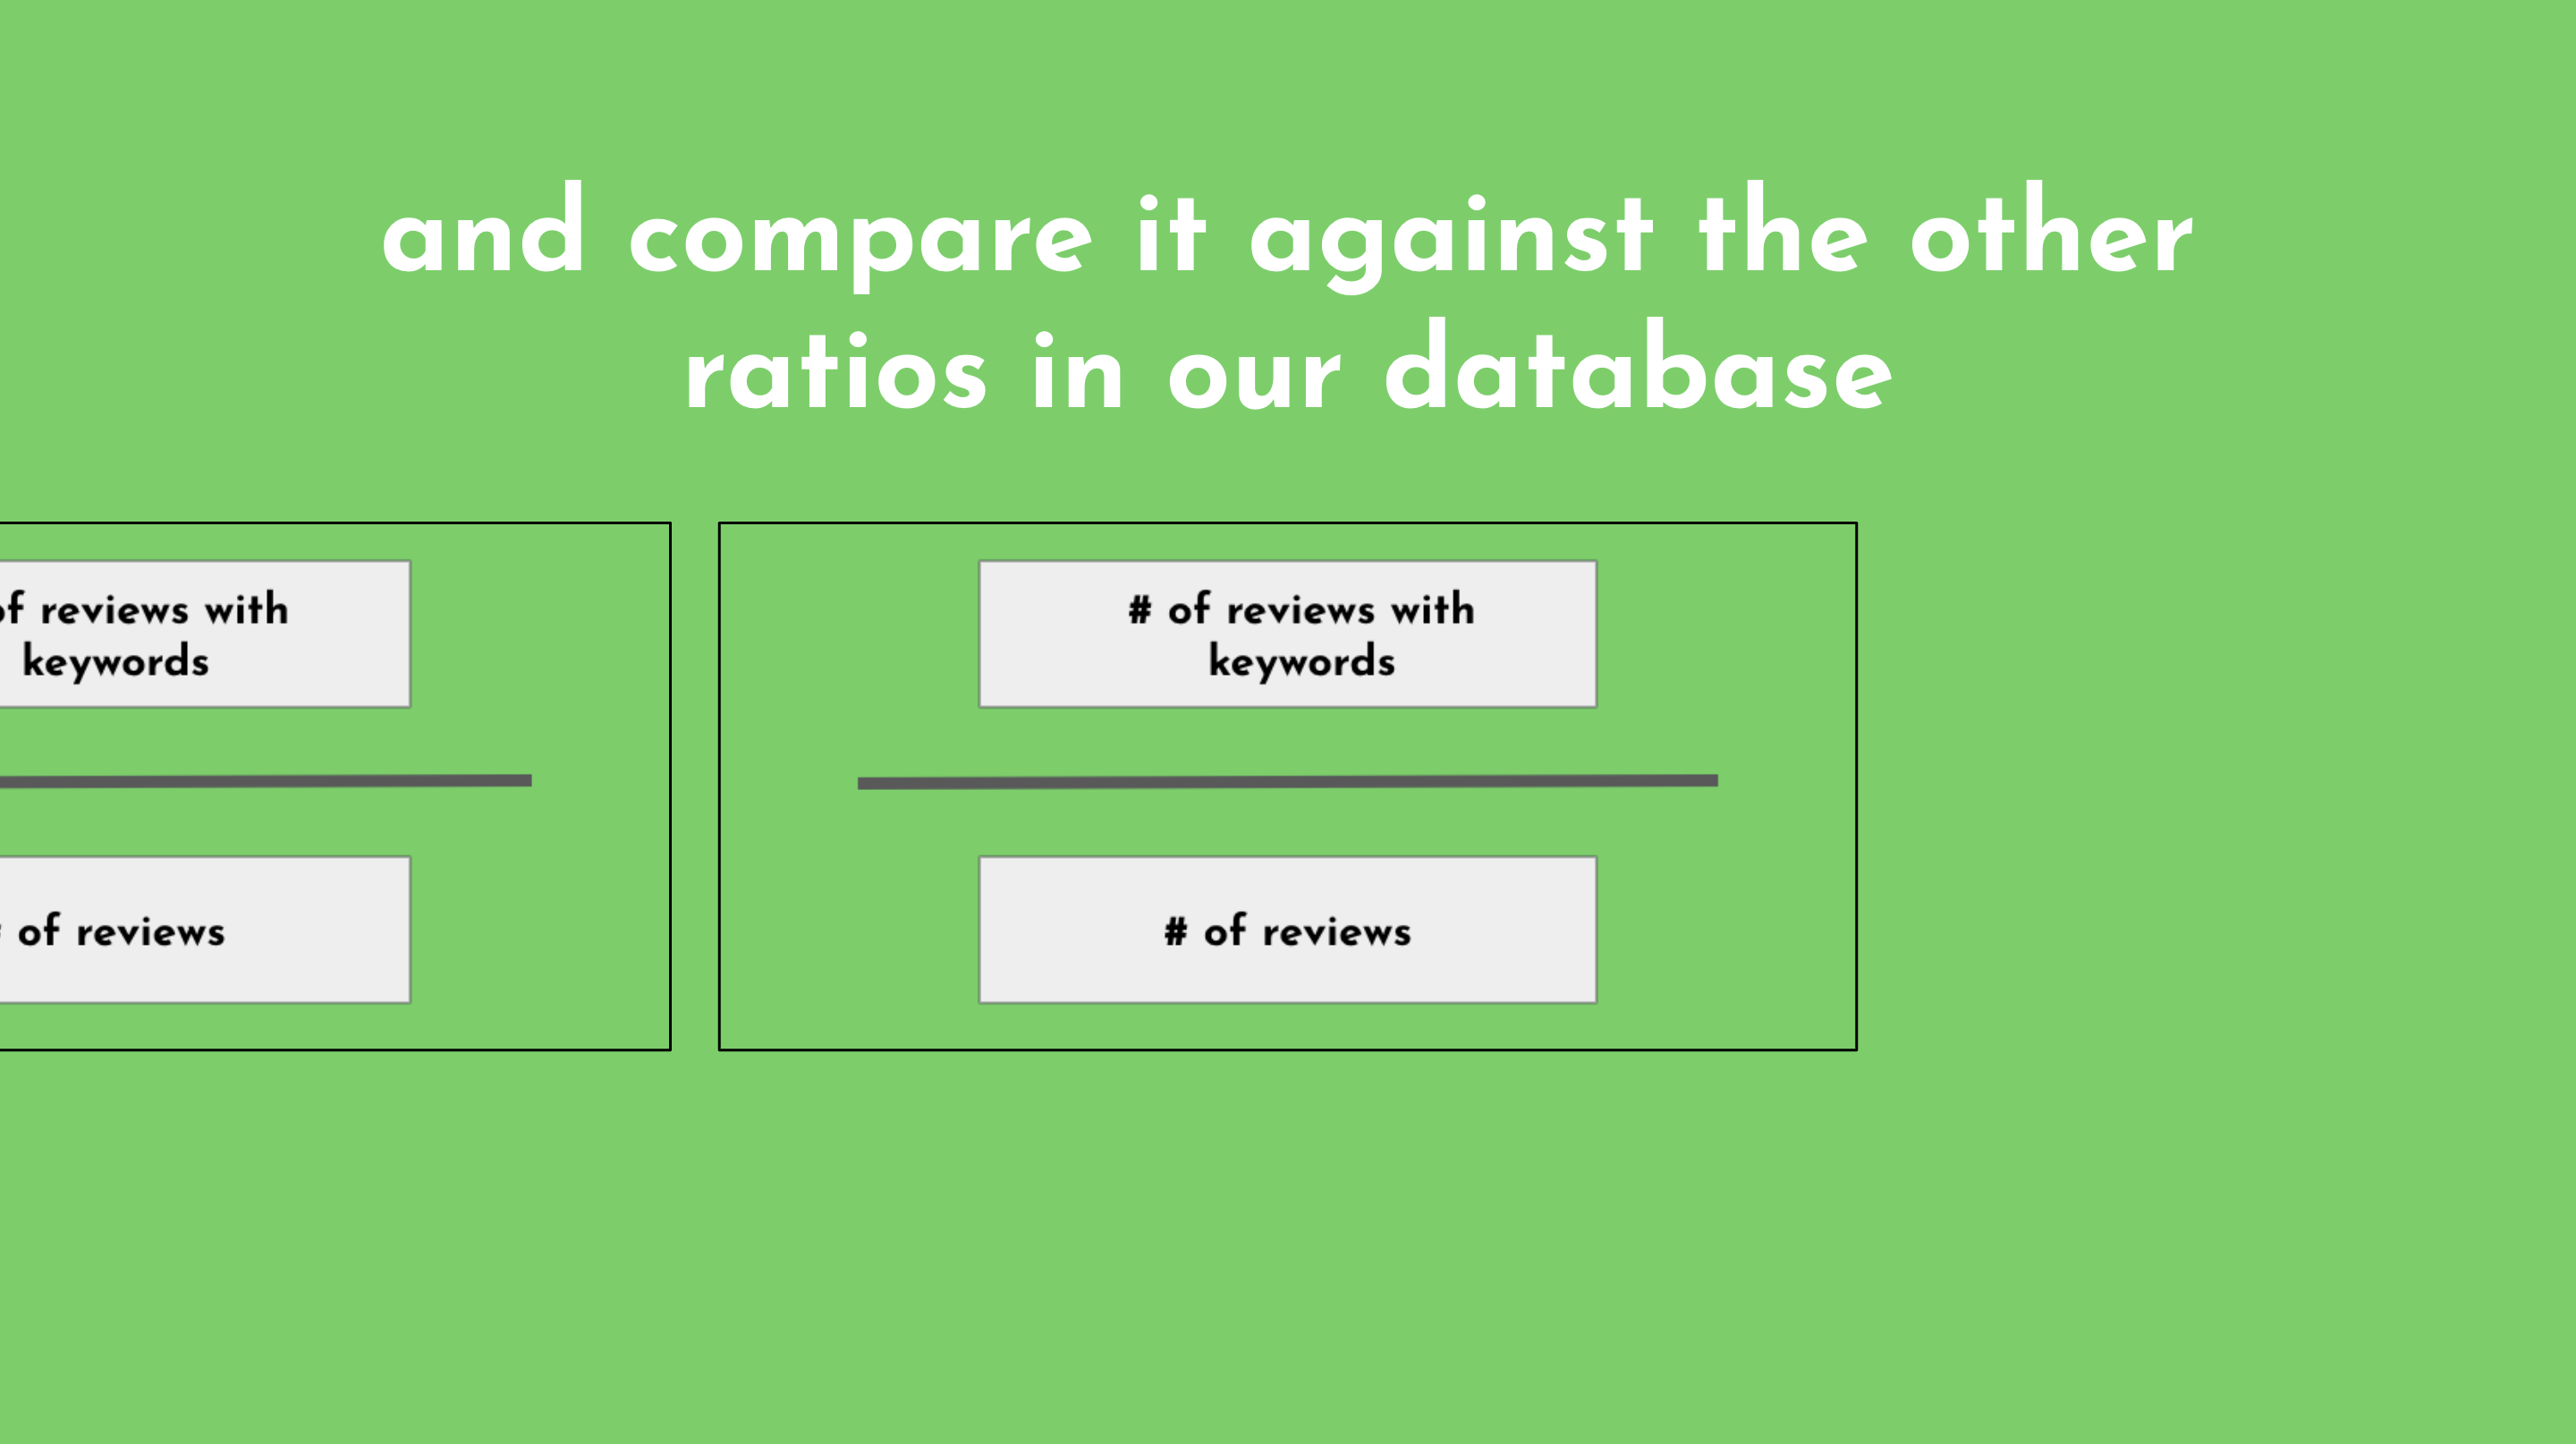 and compare it against the other
ratios in our database
of reviews with
keywords
# of reviews with
keywords
of reviews
# of reviews